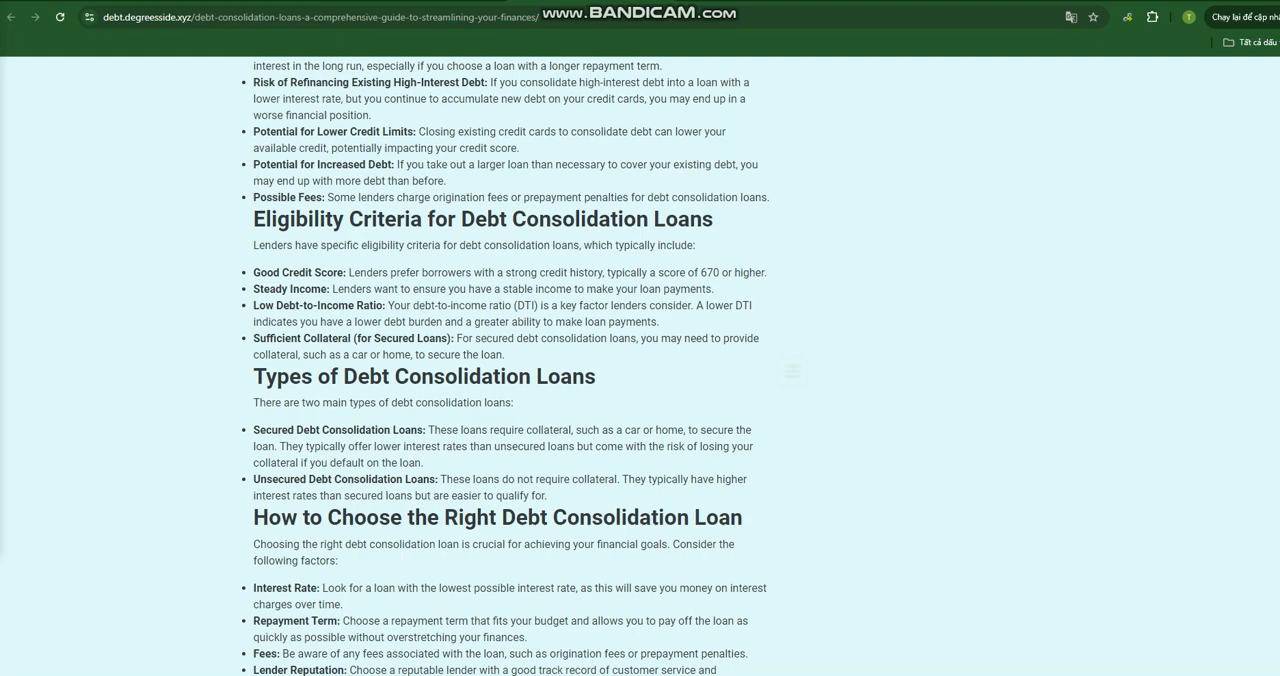 www.BANDICAM.com
debt.degreesside.xyz/debt-consolidation-loans-a-comprehensive-guide-to-streamlining-your-finances/
T
Chạy lại để cập nhậ
Tất cả dấu
interest in the long run, especially if you choose a loan with a longer repayment term.
• Risk of Refinancing Existing High-Interest Debt: If you consolidate high-interest debt into a loan with a
lower interest rate, but you continue to accumulate new debt on your credit cards, you may end up in a
worse financial position.
• Potential for Lower Credit Limits: Closing existing credit cards to consolidate debt can lower your
available credit, potentially impacting your credit score.
• Potential for Increased Debt: If you take out a larger loan than necessary to cover your existing debt, you
may end up with more debt than before.
• Possible Fees: Some lenders charge origination fees or prepayment penalties for debt consolidation loans.
Eligibility Criteria for Debt Consolidation Loans
Lenders have specific eligibility criteria for debt consolidation loans, which typically include:
• Good Credit Score: Lenders prefer borrowers with a strong credit history, typically a score of 670 or higher.
• Steady Income: Lenders want to ensure you have a stable income to make your loan payments.
• Low Debt-to-Income Ratio: Your debt-to-income ratio (DTI) is a key factor lenders consider. A lower DTI
indicates you have a lower debt burden and a greater ability to make loan payments.
• Sufficient Collateral (for Secured Loans): For secured debt consolidation loans, you may need to provide
collateral, such as a car or home, to secure the loan.
Types of Debt Consolidation Loans
There are two main types of debt consolidation loans:
• Secured Debt Consolidation Loans: These loans require collateral, such as a car or home, to secure the
loan. They typically offer lower interest rates than unsecured loans but come with the risk of losing your
collateral if you default on the loan.
• Unsecured Debt Consolidation Loans: These loans do not require collateral. They typically have higher
interest rates than secured loans but are easier to qualify for.
How to Choose the Right Debt Consolidation Loan
Choosing the right debt consolidation loan is crucial for achieving your financial goals. Consider the
following factors:
• Interest Rate: Look for a loan with the lowest possible interest rate, as this will save you money on interest
charges over time.
• Repayment Term: Choose a repayment term that fits your budget and allows you to pay off the loan as
quickly as possible without overstretching your finances.
• Fees: Be aware of any fees associated with the loan, such as origination fees or prepayment penalties.
• Lender Reputation: Choose a reputable lender with a good track record of customer service and